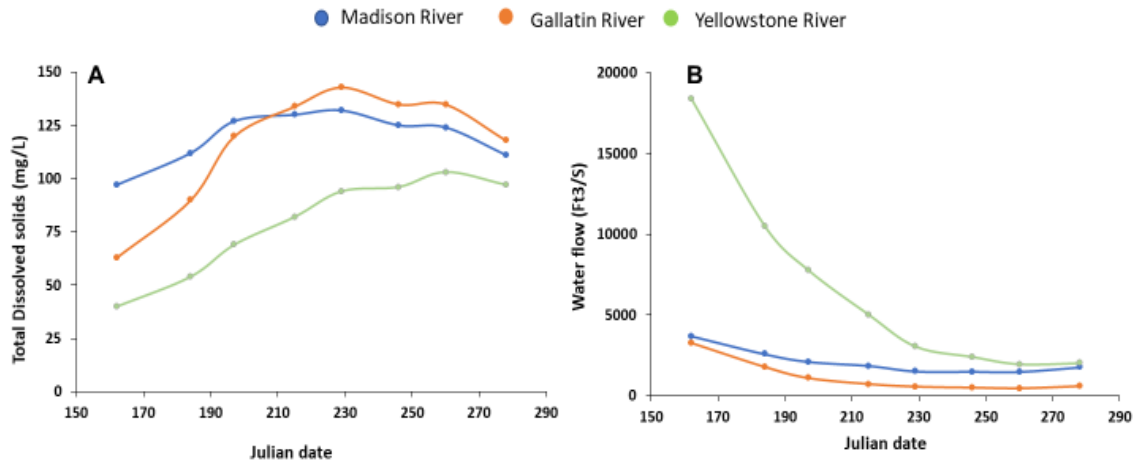 Madison River Gallatin River Yellowstone River
A
Total Dissolved solids (mg/L)
150
125
100
75
50
25
0
150 170 190 210 230 250 270 290
Julian date
B
Water flow (Ft3/S)
20000
15000
10000
5000
0
150 170 190 210 230 250 270 290
Julian date